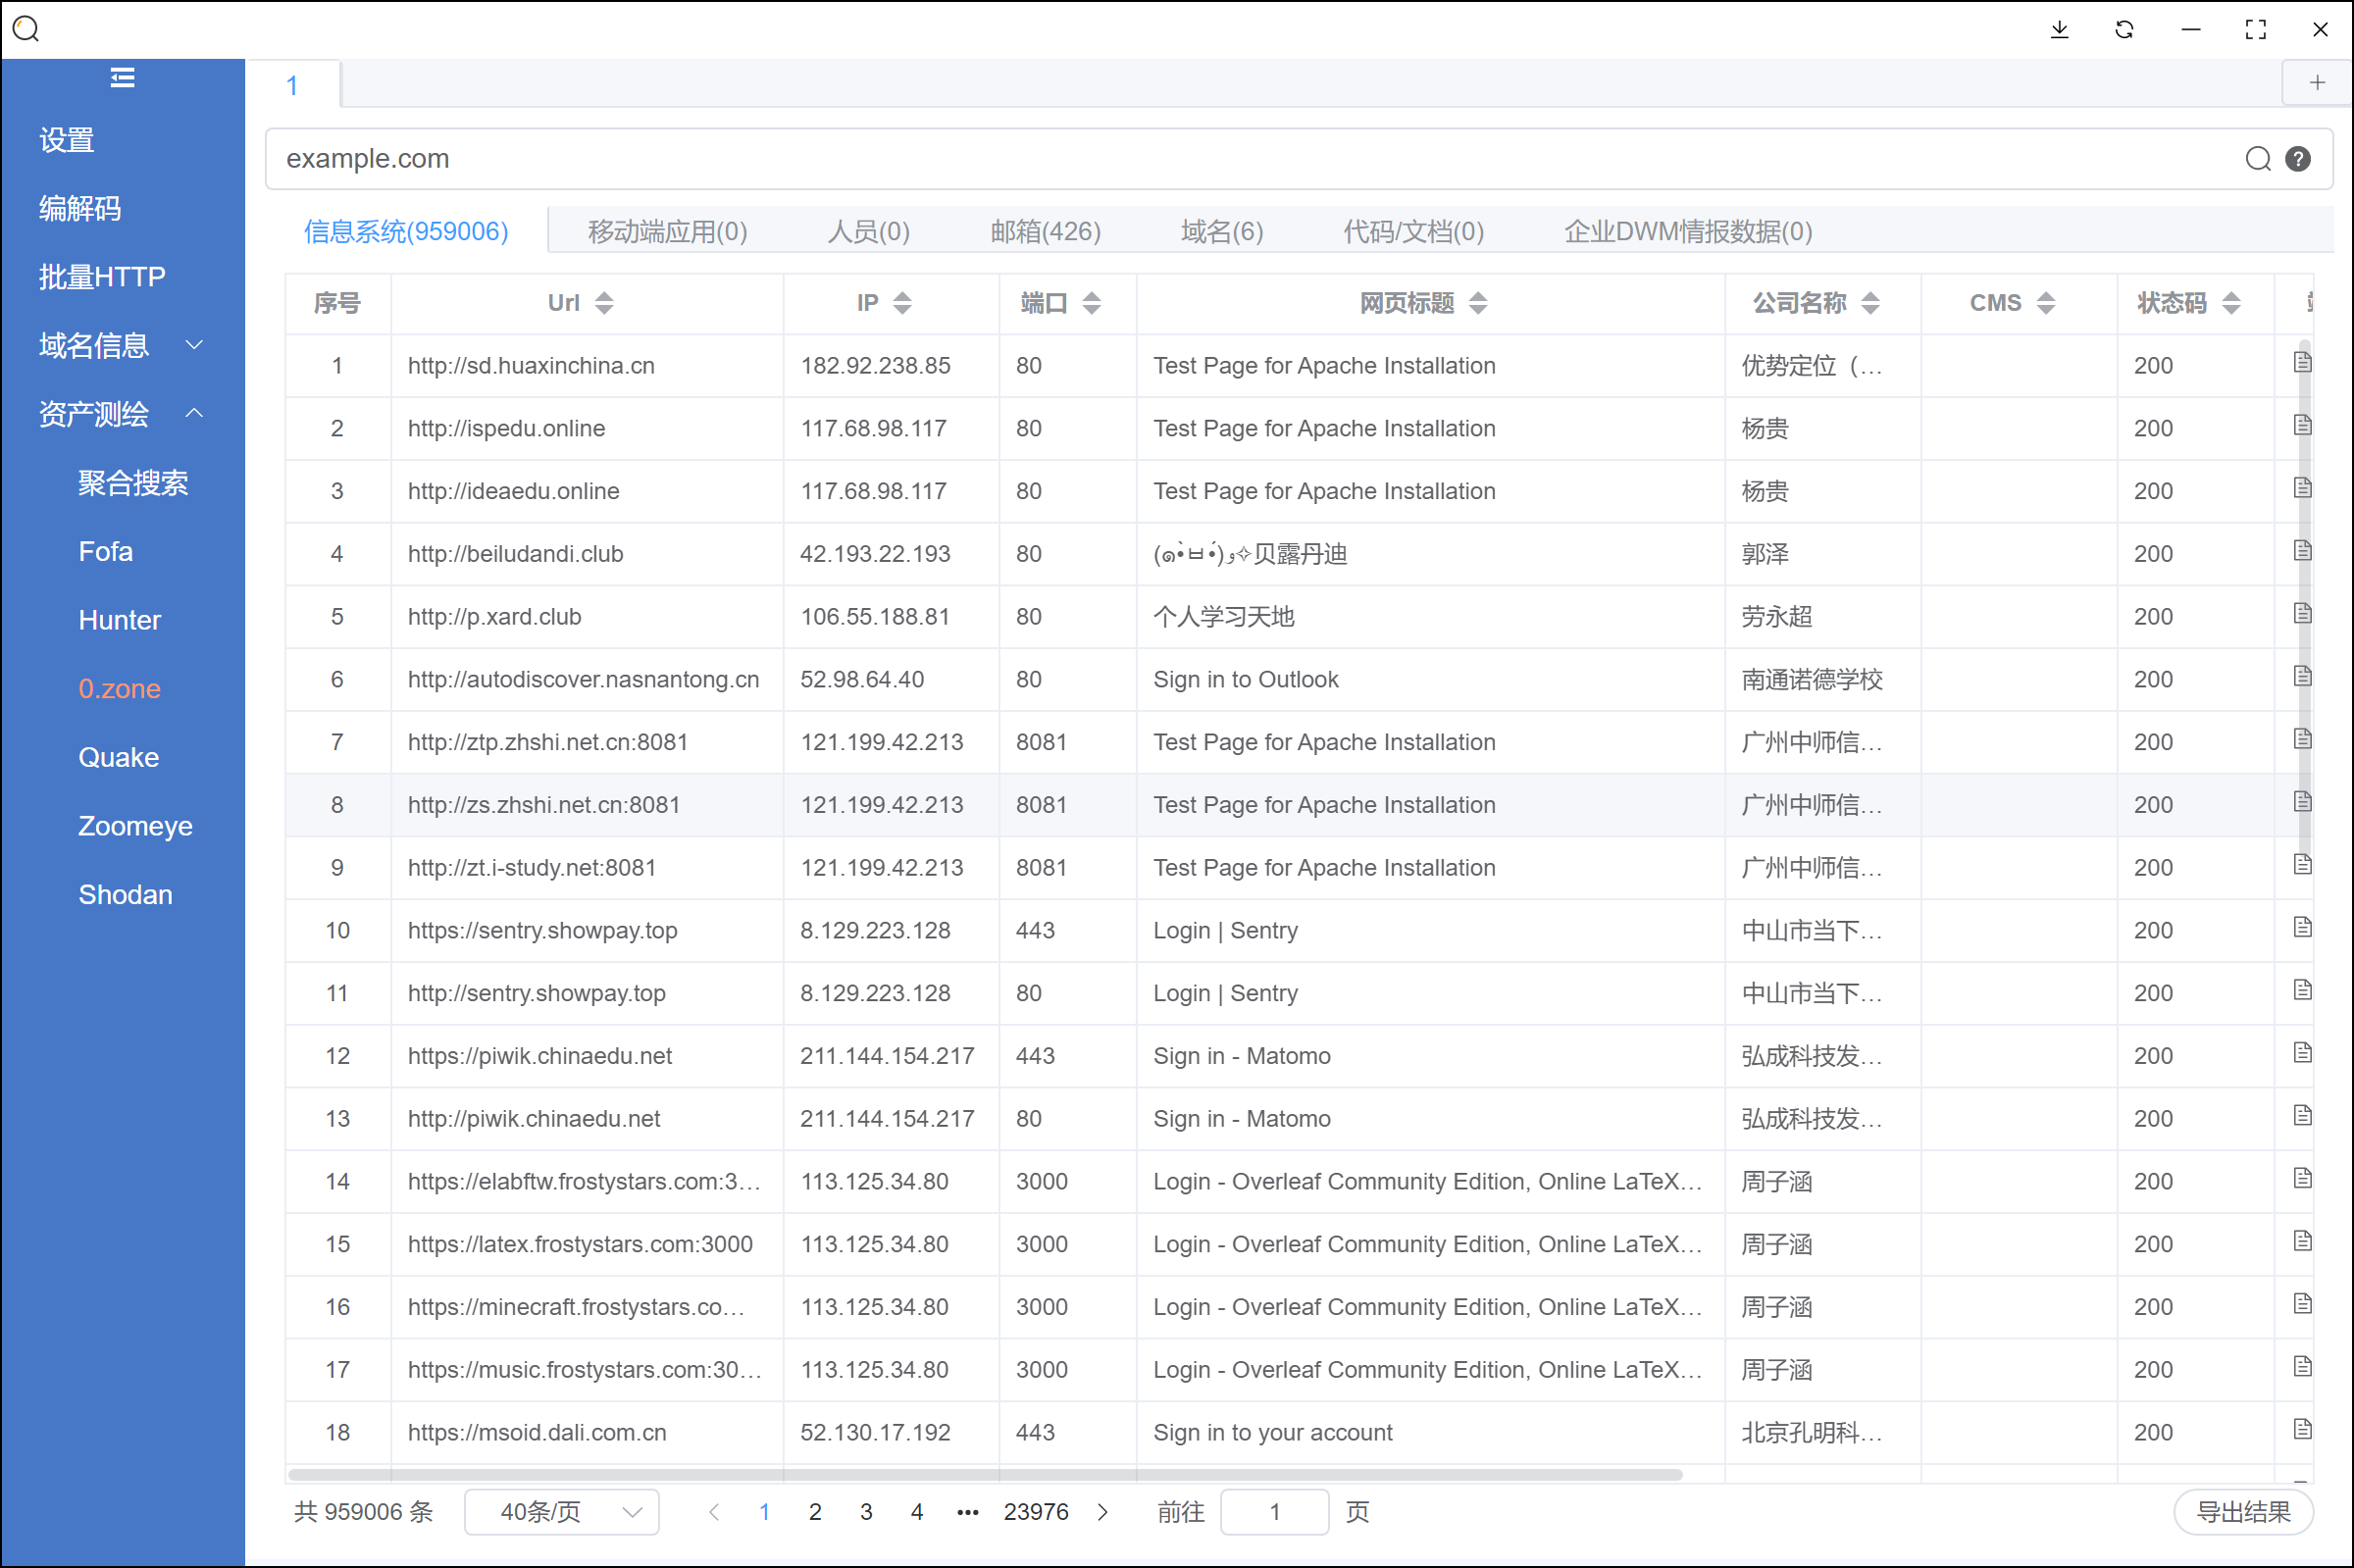 1
设置
编解码
批量HTTP
域名信息
资产测绘
聚合搜索
Fofa
Hunter
0.zone
Quake
Zoomeye
Shodan
example.com
信息系统(959006) 移动端应用(0) 人员(0) 邮箱(426) 域名(6) 代码/文档(0) 企业DWM情报数据(0)
序号 Url IP 端口 网页标题 公司名称 CMS 状态码
1 http://sd.huaxinchina.cn 182.92.238.85 80 Test Page for Apache Installation 优势定位（… 200
2 http://ispedu.online 117.68.98.117 80 Test Page for Apache Installation 杨贵 200
3 http://ideaedu.online 117.68.98.117 80 Test Page for Apache Installation 杨贵 200
4 http://beiludandi.club 42.193.22.193 80 (๑•̀ㅂ•́)و✧贝露丹迪 郭泽 200
5 http://p.xard.club 106.55.188.81 80 个人学习天地 劳永超 200
6 http://autodiscover.nasnantong.cn 52.98.64.40 80 Sign in to Outlook 南通诺德学校 200
7 http://ztp.zhshi.net.cn:8081 121.199.42.213 8081 Test Page for Apache Installation 广州中师信… 200
8 http://zs.zhshi.net.cn:8081 121.199.42.213 8081 Test Page for Apache Installation 广州中师信… 200
9 http://zt.i-study.net:8081 121.199.42.213 8081 Test Page for Apache Installation 广州中师信… 200
10 https://sentry.showpay.top 8.129.223.128 443 Login | Sentry 中山市当下… 200
11 http://sentry.showpay.top 8.129.223.128 80 Login | Sentry 中山市当下… 200
12 https://piwik.chinaedu.net 211.144.154.217 443 Sign in - Matomo 弘成科技发… 200
13 http://piwik.chinaedu.net 211.144.154.217 80 Sign in - Matomo 弘成科技发… 200
14 https://elabftw.frostystars.com:3… 113.125.34.80 3000 Login - Overleaf Community Edition, Online LaTeX… 周子涵 200
15 https://latex.frostystars.com:3000 113.125.34.80 3000 Login - Overleaf Community Edition, Online LaTeX… 周子涵 200
16 https://minecraft.frostystars.co… 113.125.34.80 3000 Login - Overleaf Community Edition, Online LaTeX… 周子涵 200
17 https://music.frostystars.com:30… 113.125.34.80 3000 Login - Overleaf Community Edition, Online LaTeX… 周子涵 200
18 https://msoid.dali.com.cn 52.130.17.192 443 Sign in to your account 北京孔明科… 200
共 959006 条 40条/页 1 2 3 4 ••• 23976 前往 1 页 导出结果